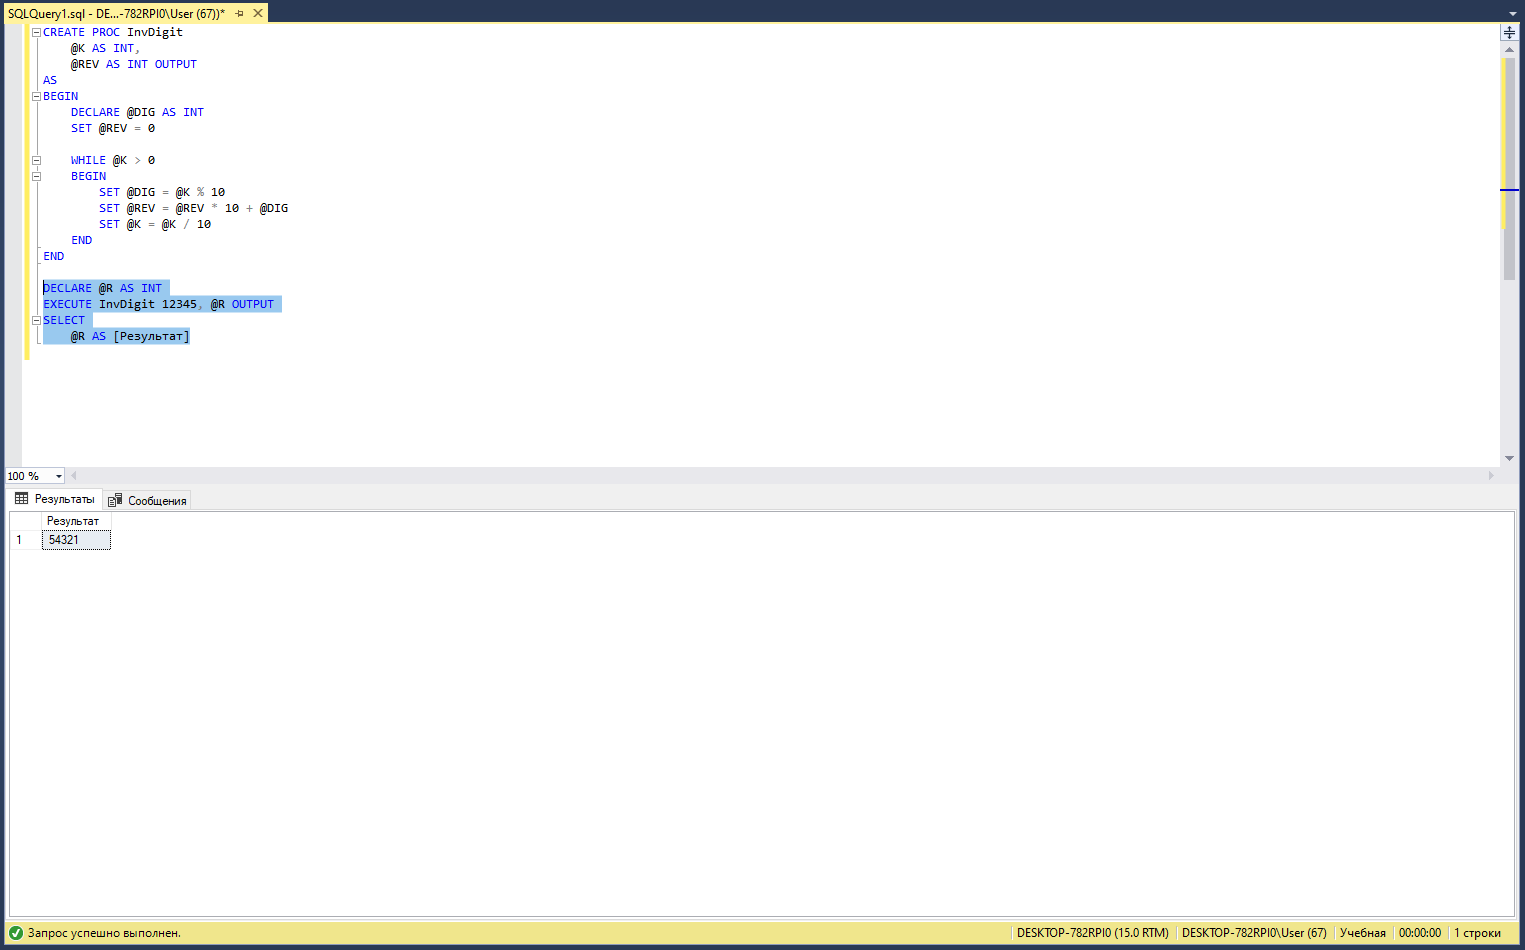 SQLQuery1.sql - DE...-782RPI0\User (67))*
CREATE PROC InvDigit
@K AS INT,
@REV AS INT OUTPUT
AS
BEGIN
DECLARE @DIG AS INT
SET @REV = 0
WHILE @K > 0
BEGIN
SET @DIG = @K % 10
SET @REV = @REV * 10 + @DIG
SET @K = @K / 10
END
END
DECLARE @R AS INT
EXECUTE InvDigit 12345, @R OUTPUT
SELECT
@R AS [Результат]
100 %
Результаты Сообщения
Результат
1 54321
Запрос успешно выполнен. DESKTOP-782RPI0 (15.0 RTM) DESKTOP-782RPI0\User (67) Учебная 00:00:00 1 строки